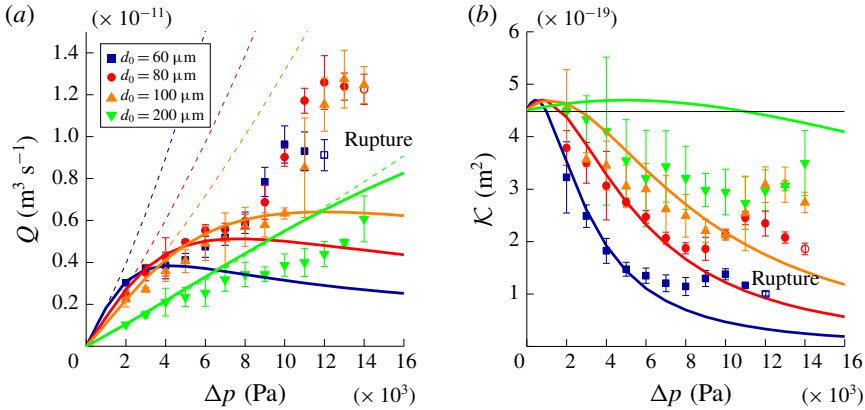 (a)
(× 10⁻¹¹)
1.4
1.2
1.0
0.8
0.6
0.4
0.2
Q (m³ s⁻¹)
d₀ = 60 μm
d₀ = 80 μm
d₀ = 100 μm
d₀ = 200 μm
Rupture
0
2 4 6 8 10 12 14 16
Δp (Pa)
(× 10³)
(b)
(× 10⁻¹⁹)
6
5
4
3
2
1
𝒦 (m²)
Rupture
0
2 4 6 8 10 12 14 16
Δp (Pa)
(× 10³)